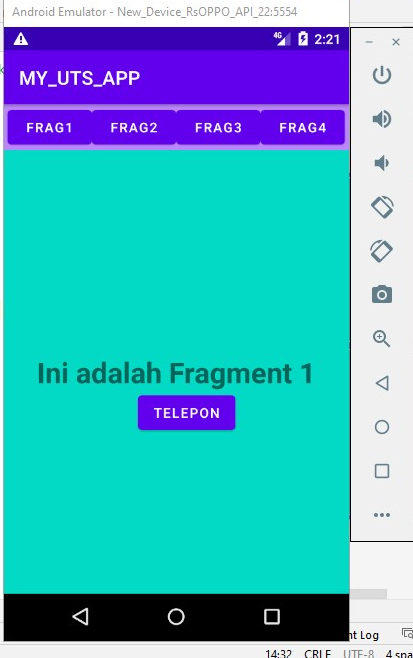 Android Emulator - New_Device_RsOPPO_API_22:5554
4G 2:21
MY_UTS_APP
FRAG1 FRAG2 FRAG3 FRAG4
Ini adalah Fragment 1
TELEPON
nt Log
14:32 CRLF UTF-8 4 spa